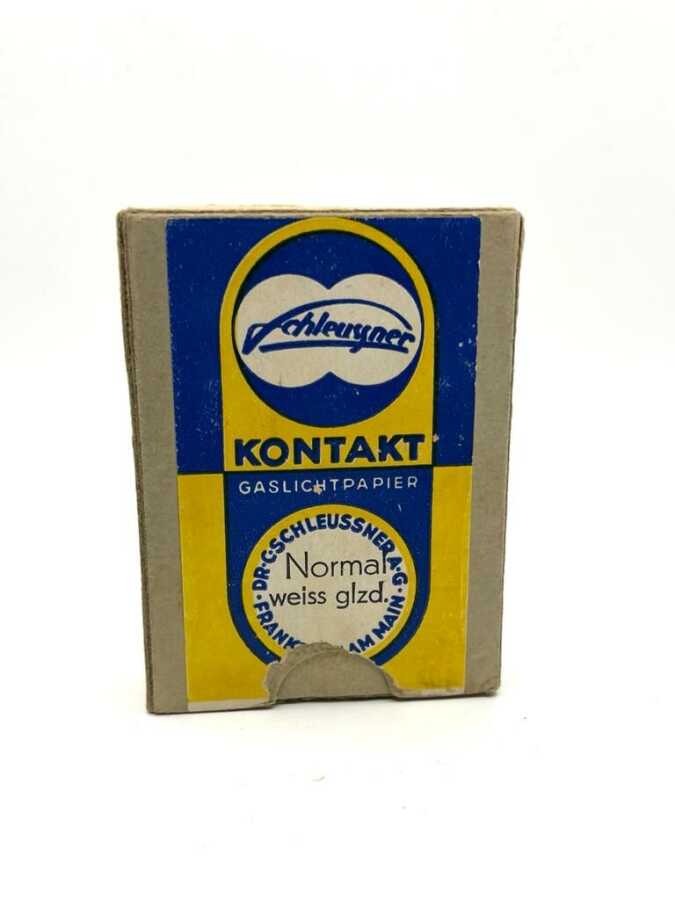 Schleussner
KONTAKT
GASLICHTPAPIER
DR·C·SCHLEUSSNER A·G·
Normal
weiss glzd.
AM MAIN